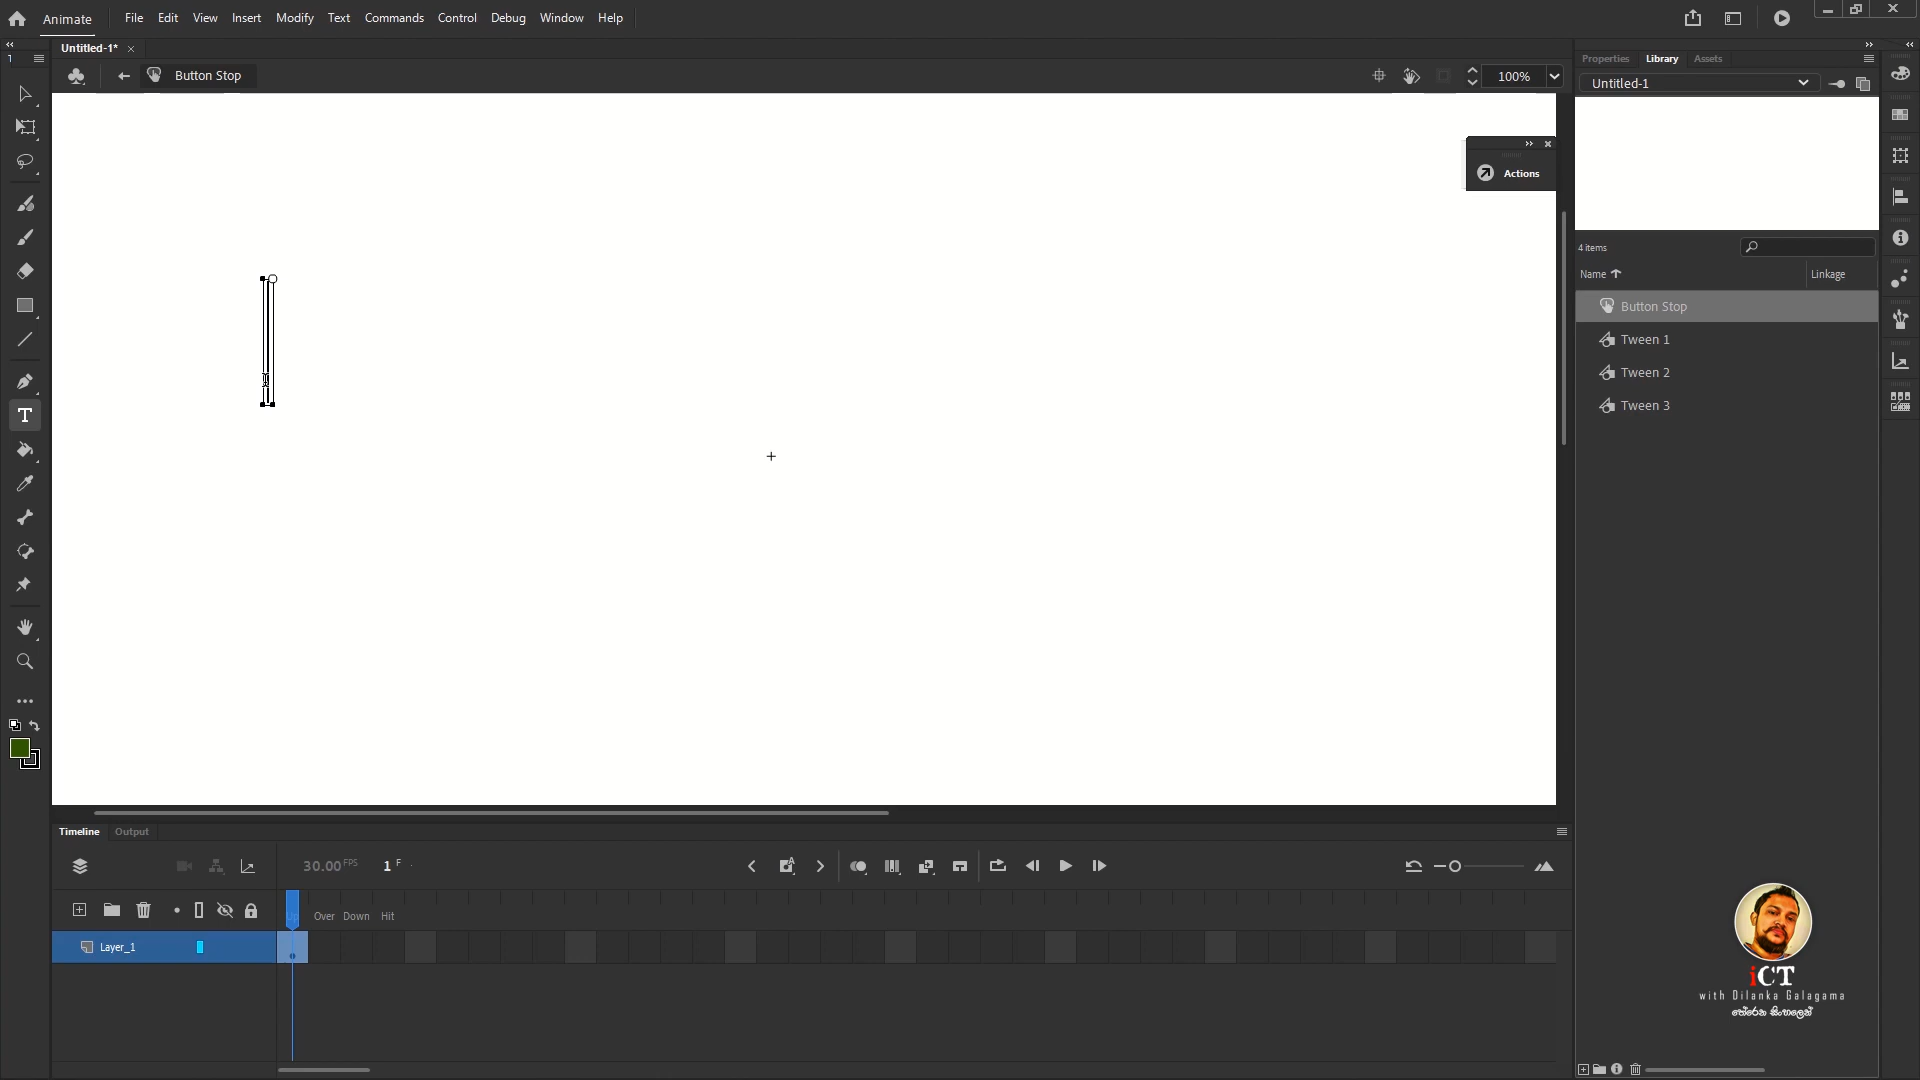 Animate File Edit View Insert Modify Text Commands Control Debug Window Help
Untitled-1*
Button Stop
100%
Actions
Properties Library Assets
Untitled-1
4 items
Name Linkage
Button Stop
Tween 1
Tween 2
Tween 3
Timeline Output
30.00 FPS 1 F
Up Over Down Hit
Layer_1
iCT
with Dilanka Galagama
තේරෙන සිංහලෙන්